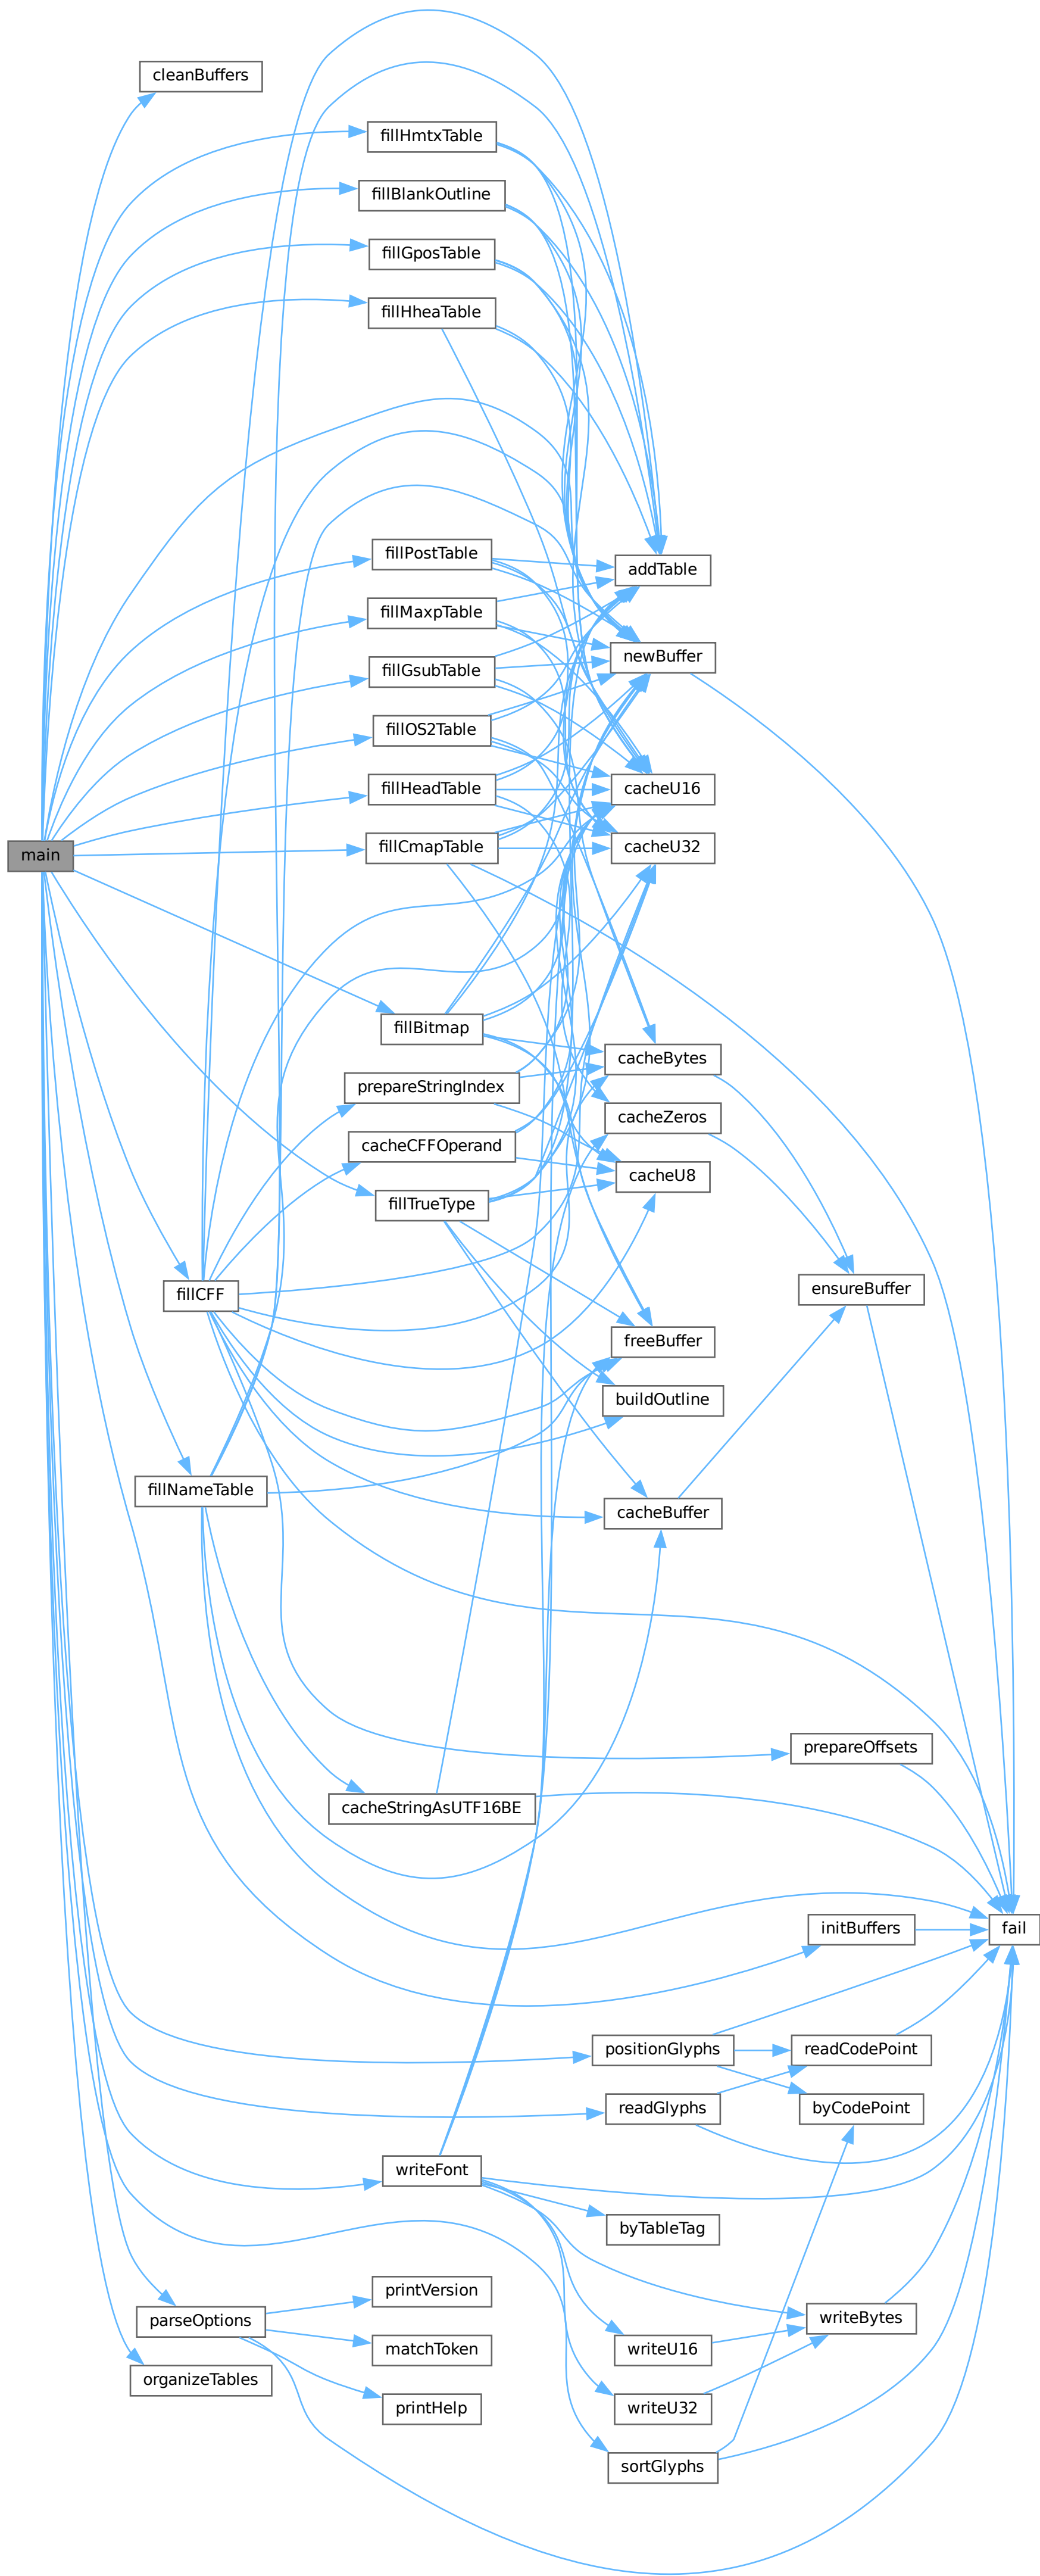 cleanBuffers
fillHmtxTable
fillBlankOutline
fillGposTable
fillHheaTable
fillPostTable
addTable
fillMaxpTable
newBuffer
fillGsubTable
fillOS2Table
fillHeadTable
cacheU16
main
fillCmapTable
cacheU32
fillBitmap
cacheBytes
prepareStringIndex
cacheZeros
cacheCFFOperand
cacheU8
fillTrueType
fillCFF
ensureBuffer
freeBuffer
buildOutline
fillNameTable
cacheBuffer
prepareOffsets
cacheStringAsUTF16BE
initBuffers
fail
positionGlyphs
readCodePoint
readGlyphs
byCodePoint
writeFont
byTableTag
printVersion
parseOptions
writeBytes
matchToken
writeU16
organizeTables
printHelp
writeU32
sortGlyphs